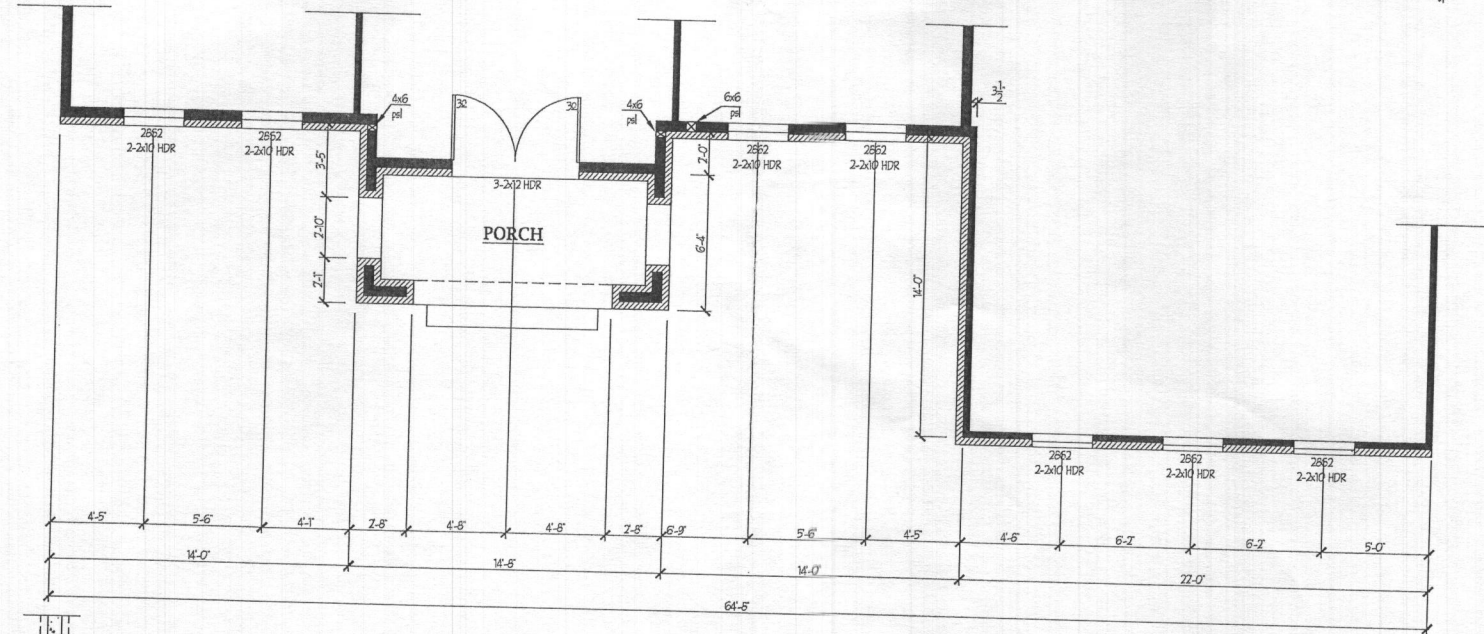 3½"
4x6
psl
32
32
4x6
psl
6x6
psl
2862
2-2x10 HDR
2862
2-2x10 HDR
2862
2-2x10 HDR
2862
2-2x10 HDR
3'-5"
2'-0"
3-2x12 HDR
2'-10"
PORCH
6'-4"
2'-1"
14'-0"
2862
2-2x10 HDR
2862
2-2x10 HDR
2862
2-2x10 HDR
4'-5" 5'-6" 4'-1" 2'-8" 4'-8" 4'-8" 2'-8" 6'-9" 5'-6" 4'-5" 4'-8" 6'-2" 6'-2" 5'-0"
14'-0" 14'-8" 14'-0" 22'-0"
64'-8"